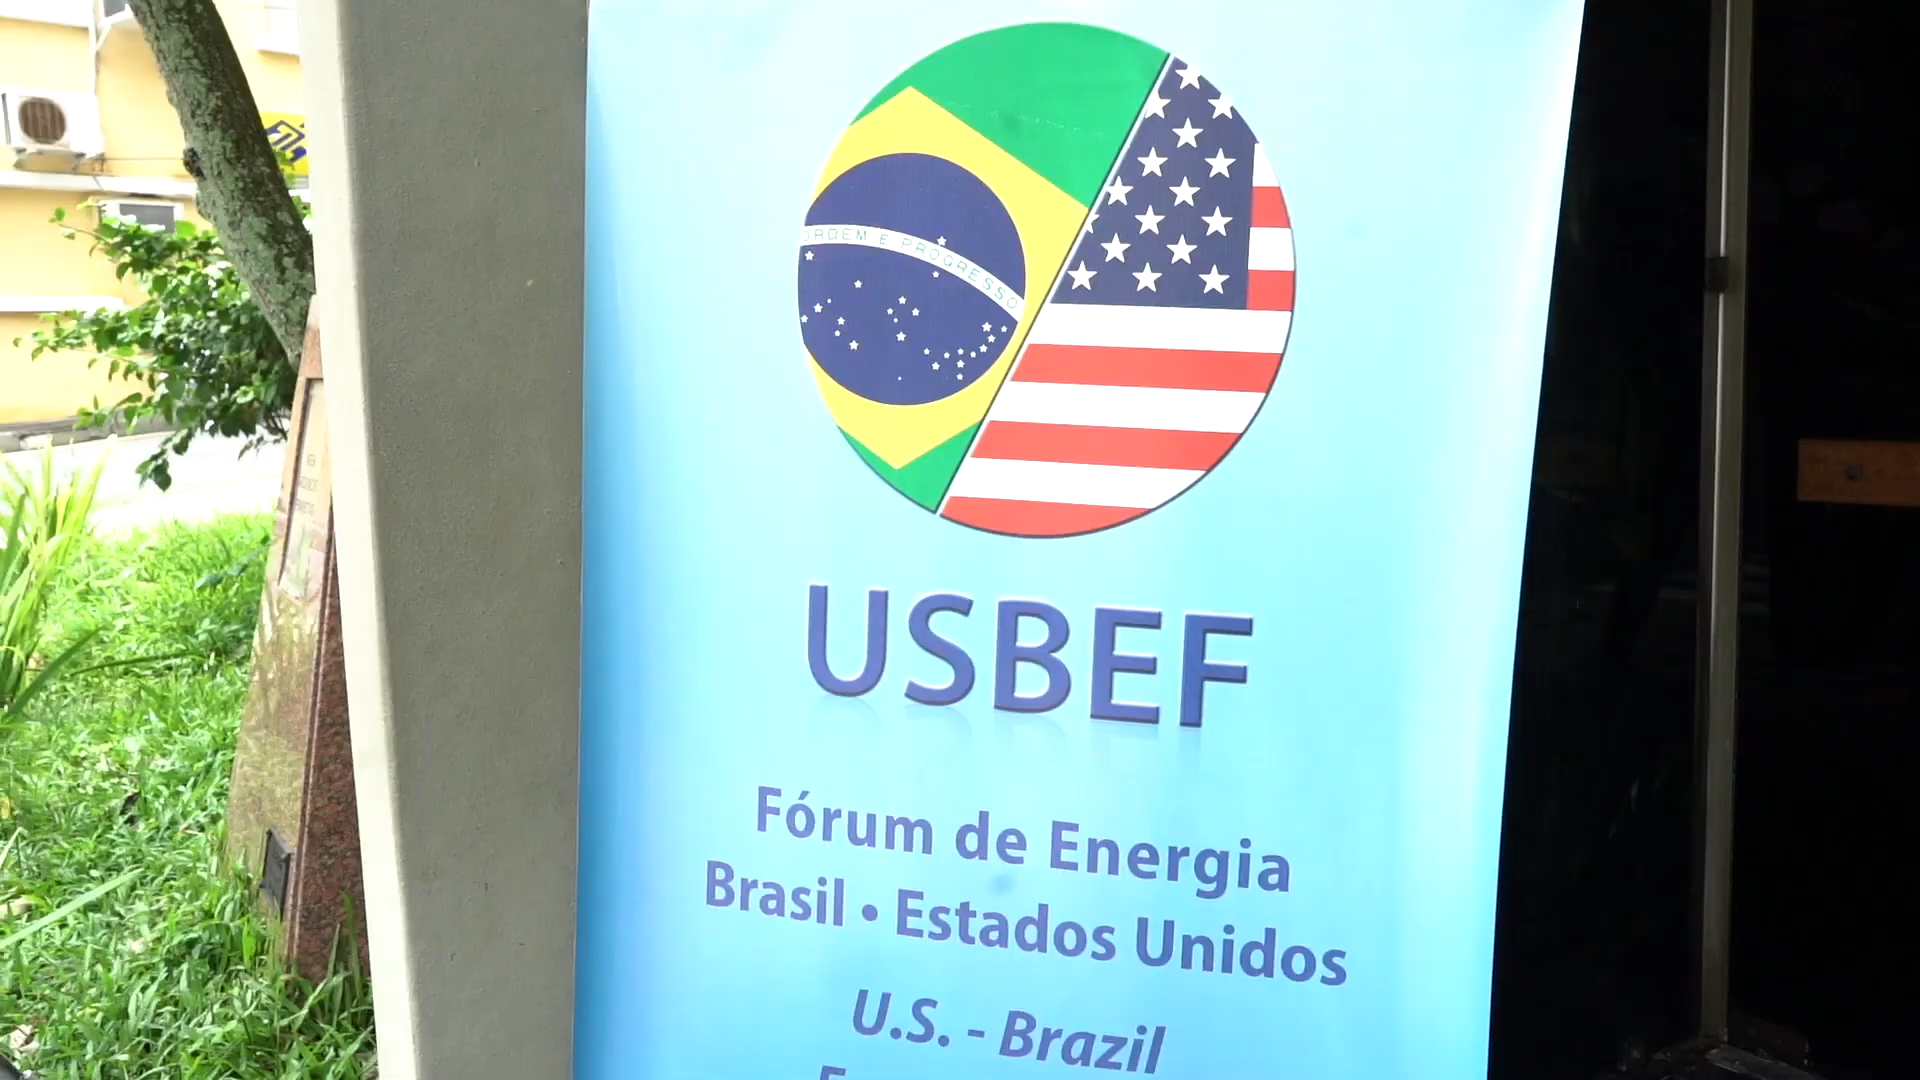 ORDEM E PROGRESSO
USBEF
Fórum de Energia
Brasil • Estados Unidos
U.S. - Brazil